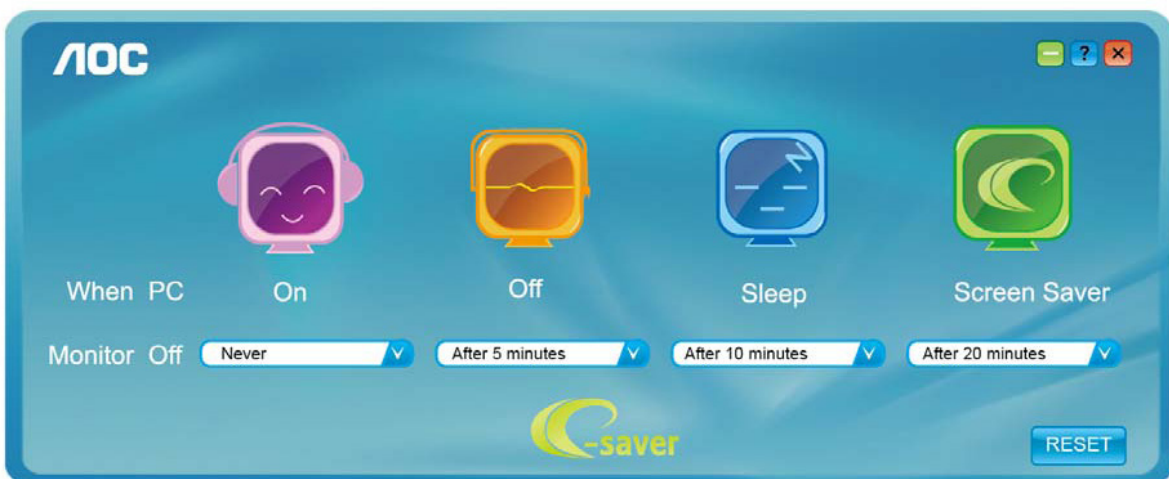 AOC
?
When PC On Off Sleep Screen Saver
Monitor Off Never After 5 minutes After 10 minutes After 20 minutes
e-saver
RESET